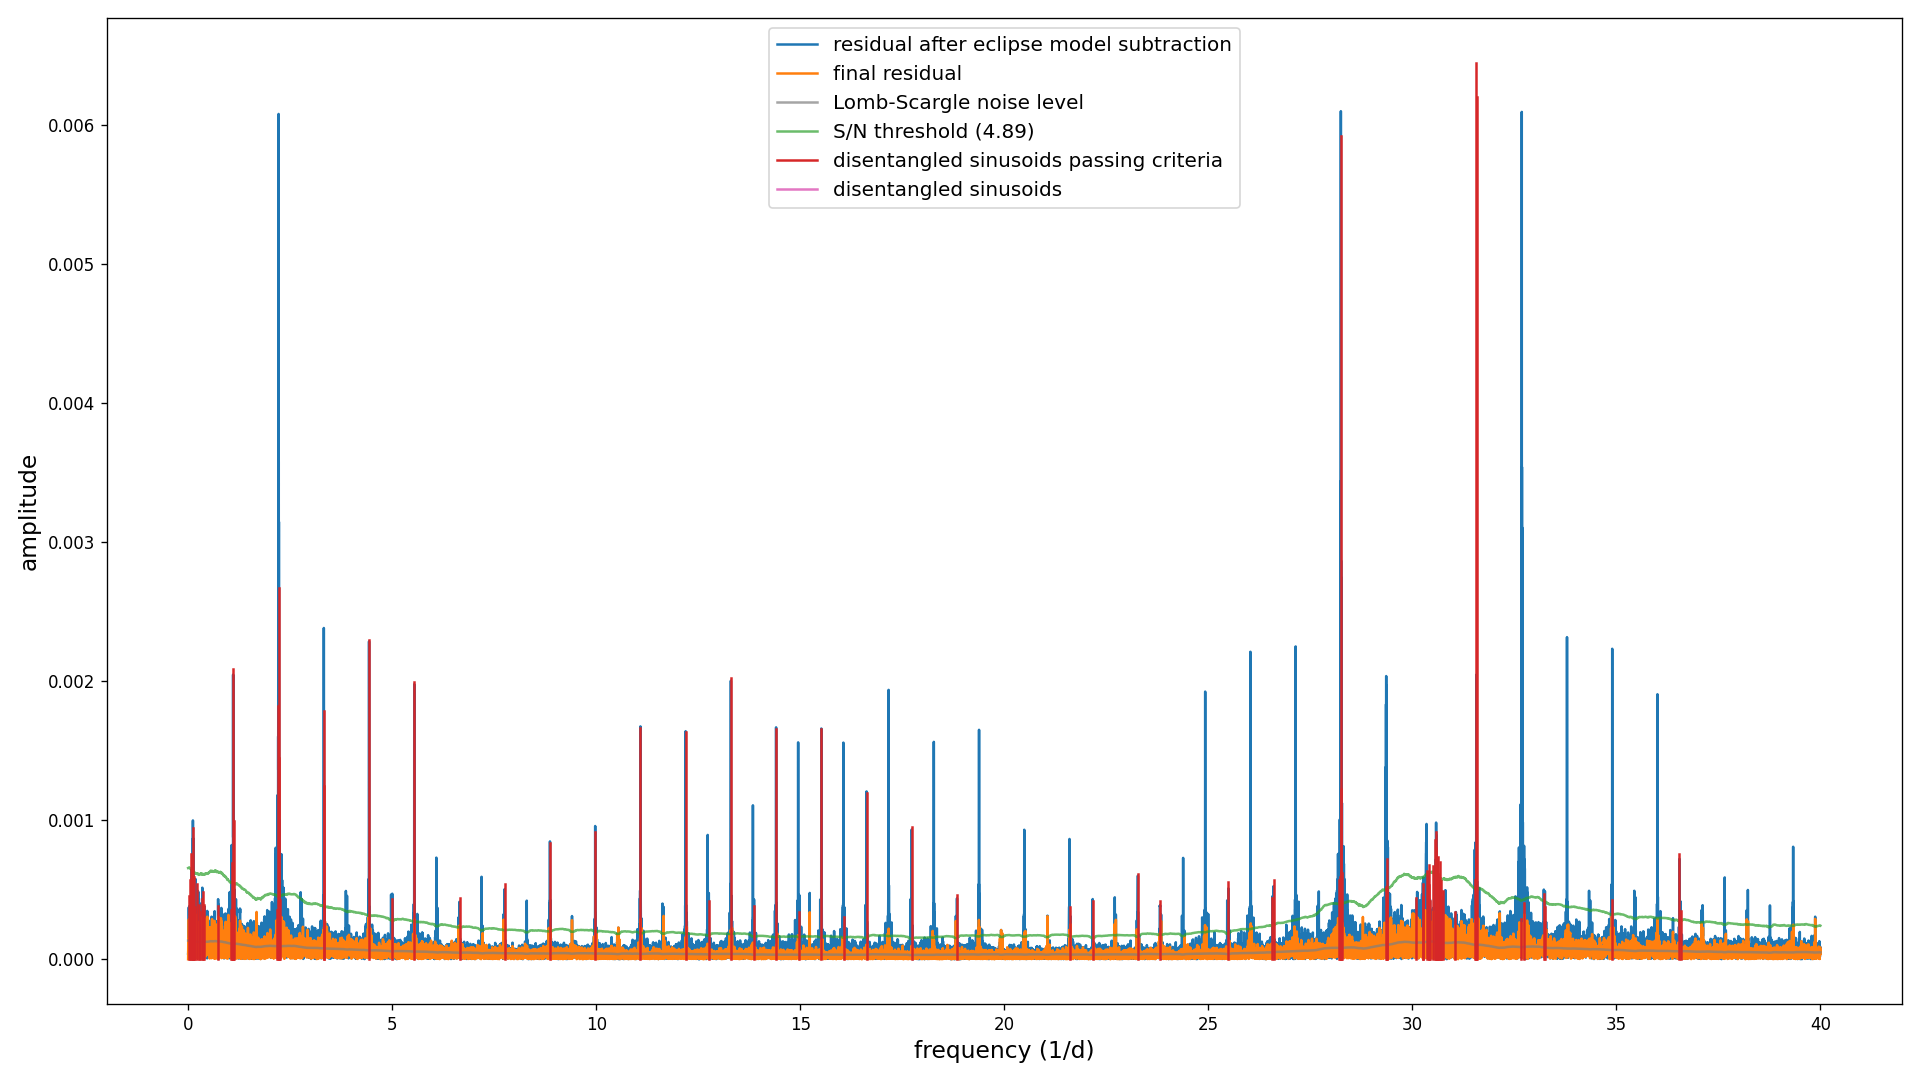 residual after eclipse model subtraction
final residual
Lomb-Scargle noise level
S/N threshold (4.89)
disentangled sinusoids passing criteria
disentangled sinusoids
amplitude
0.006
0.005
0.004
0.003
0.002
0.001
0.000
0 5 10 15 20 25 30 35 40
frequency (1/d)